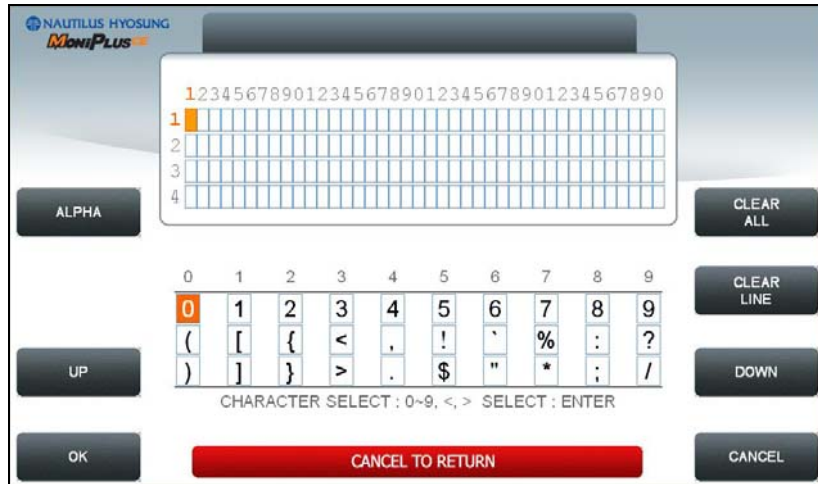 NAUTILUS HYOSUNG
MoniPlusCE
1234567890123456789012345678901234567890
1
2
3
4
ALPHA
CLEAR
ALL
0 1 2 3 4 5 6 7 8 9
CLEAR
LINE
0 1 2 3 4 5 6 7 8 9
( [ { < , ! ` % : ?
) ] } > . $ " * ; /
UP
DOWN
CHARACTER SELECT : 0~9, <, > SELECT : ENTER
OK
CANCEL TO RETURN
CANCEL